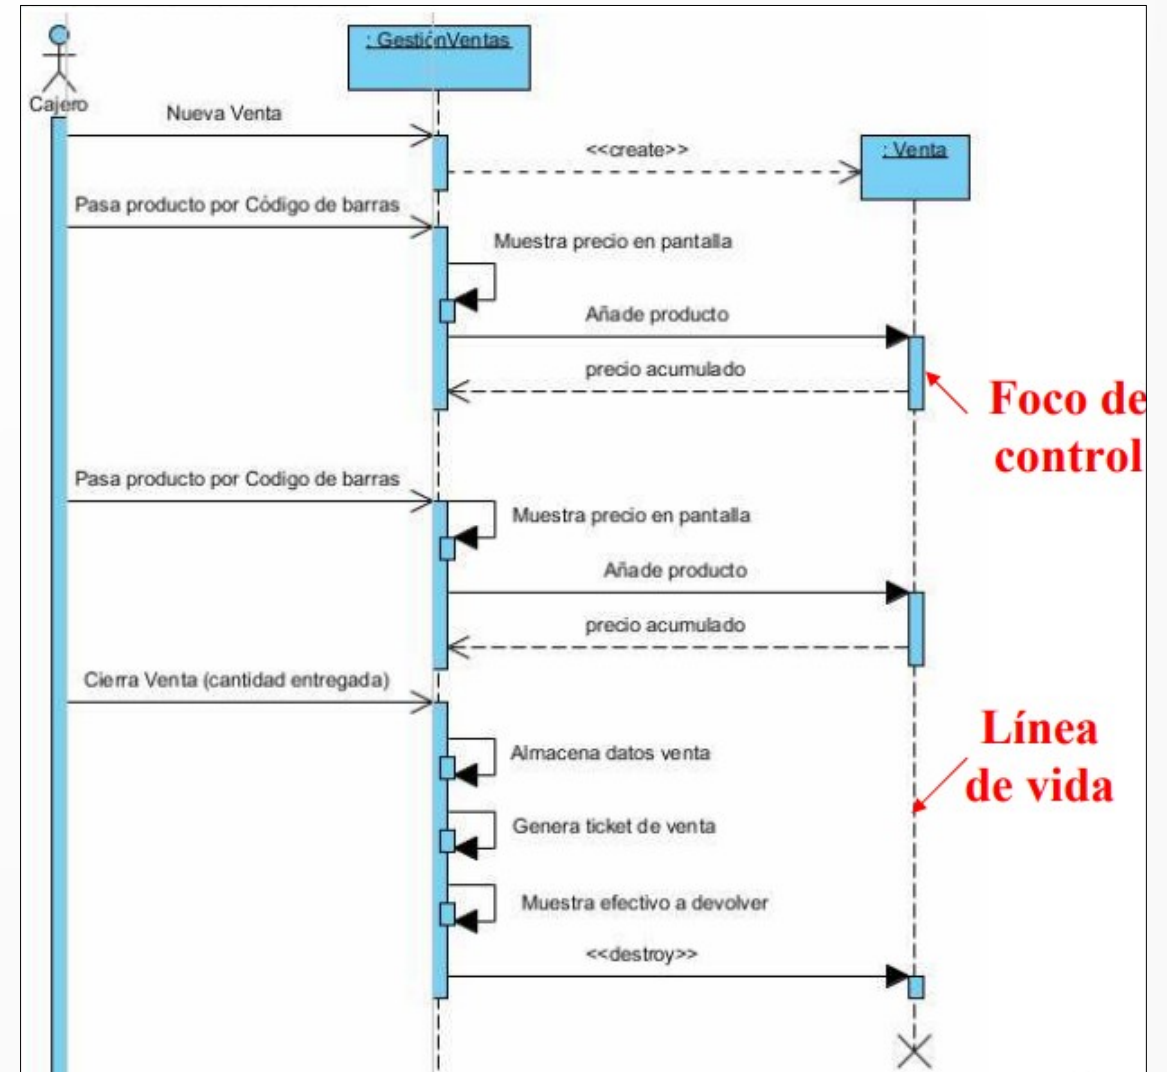 : GestiónVentas
Cajero
Nueva Venta
<<create>>
: Venta
Pasa producto por Código de barras
Muestra precio en pantalla
Añade producto
precio acumulado
Foco de
control
Pasa producto por Codigo de barras
Muestra precio en pantalla
Añade producto
precio acumulado
Cierra Venta (cantidad entregada)
Línea
de vida
Almacena datos venta
Genera ticket de venta
Muestra efectivo a devolver
<<destroy>>